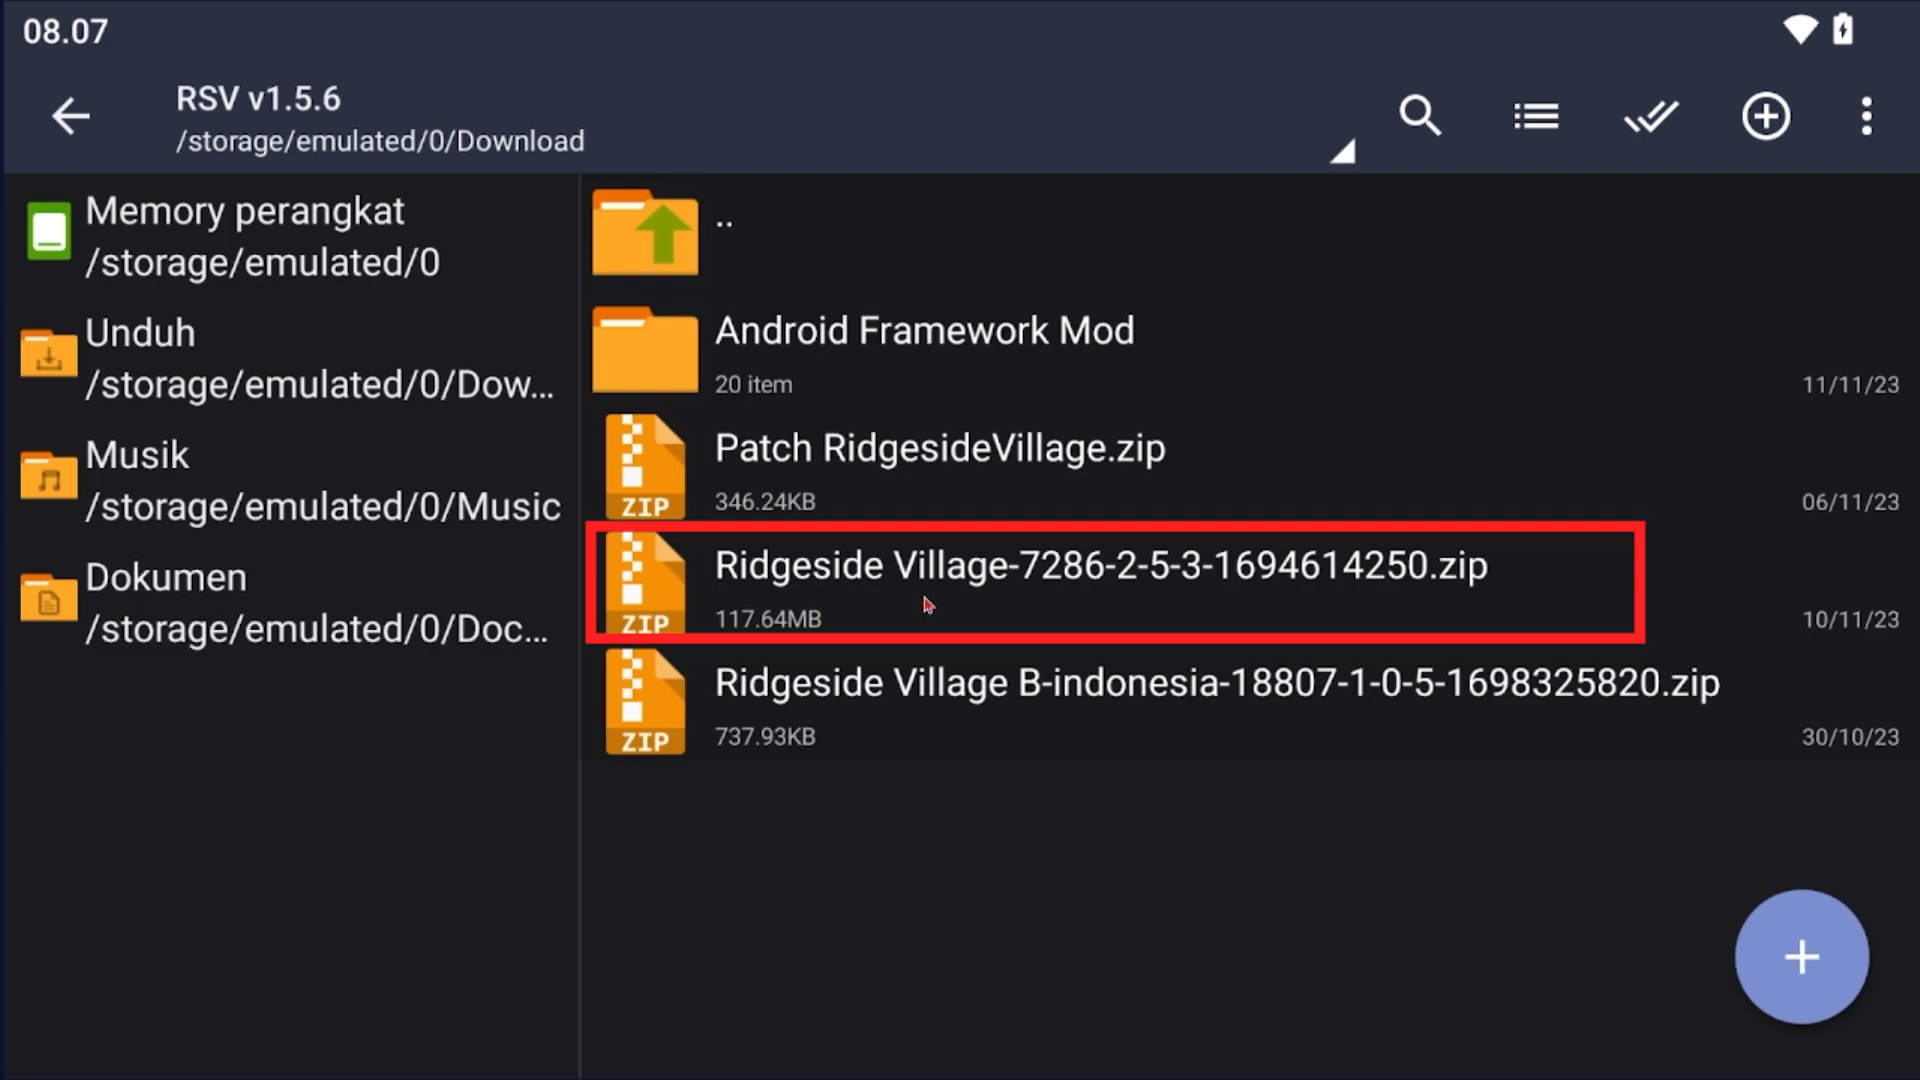 08.07
RSV v1.5.6
/storage/emulated/0/Download
Memory perangkat
/storage/emulated/0
Unduh
/storage/emulated/0/Dow...
Musik
/storage/emulated/0/Music
Dokumen
/storage/emulated/0/Doc...
..
Android Framework Mod
20 item
11/11/23
Patch RidgesideVillage.zip
ZIP
346.24KB
06/11/23
Ridgeside Village-7286-2-5-3-1694614250.zip
ZIP
117.64MB
10/11/23
Ridgeside Village B-indonesia-18807-1-0-5-1698325820.zip
ZIP
737.93KB
30/10/23